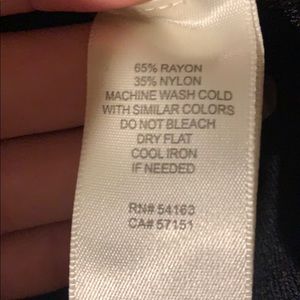 65% RAYON
35% NYLON
MACHINE WASH COLD
WITH SIMILAR COLORS
DO NOT BLEACH
DRY FLAT
COOL IRON
IF NEEDED
RN# 54163
CA# 57151